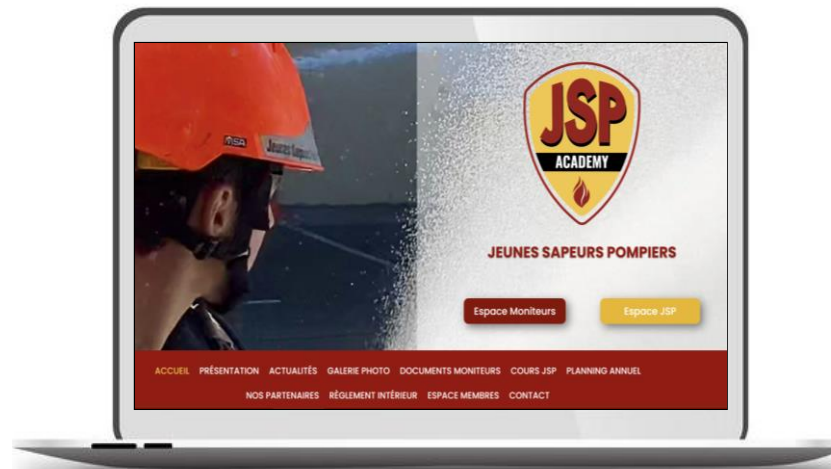 MSA
Jeunes Sapeurs
JSP
ACADEMY
JEUNES SAPEURS POMPIERS
Espace Moniteurs
Espace JSP
ACCUEIL PRÉSENTATION ACTUALITÉS GALERIE PHOTO DOCUMENTS MONITEURS COURS JSP PLANNING ANNUEL
NOS PARTENAIRES RÈGLEMENT INTÉRIEUR ESPACE MEMBRES CONTACT